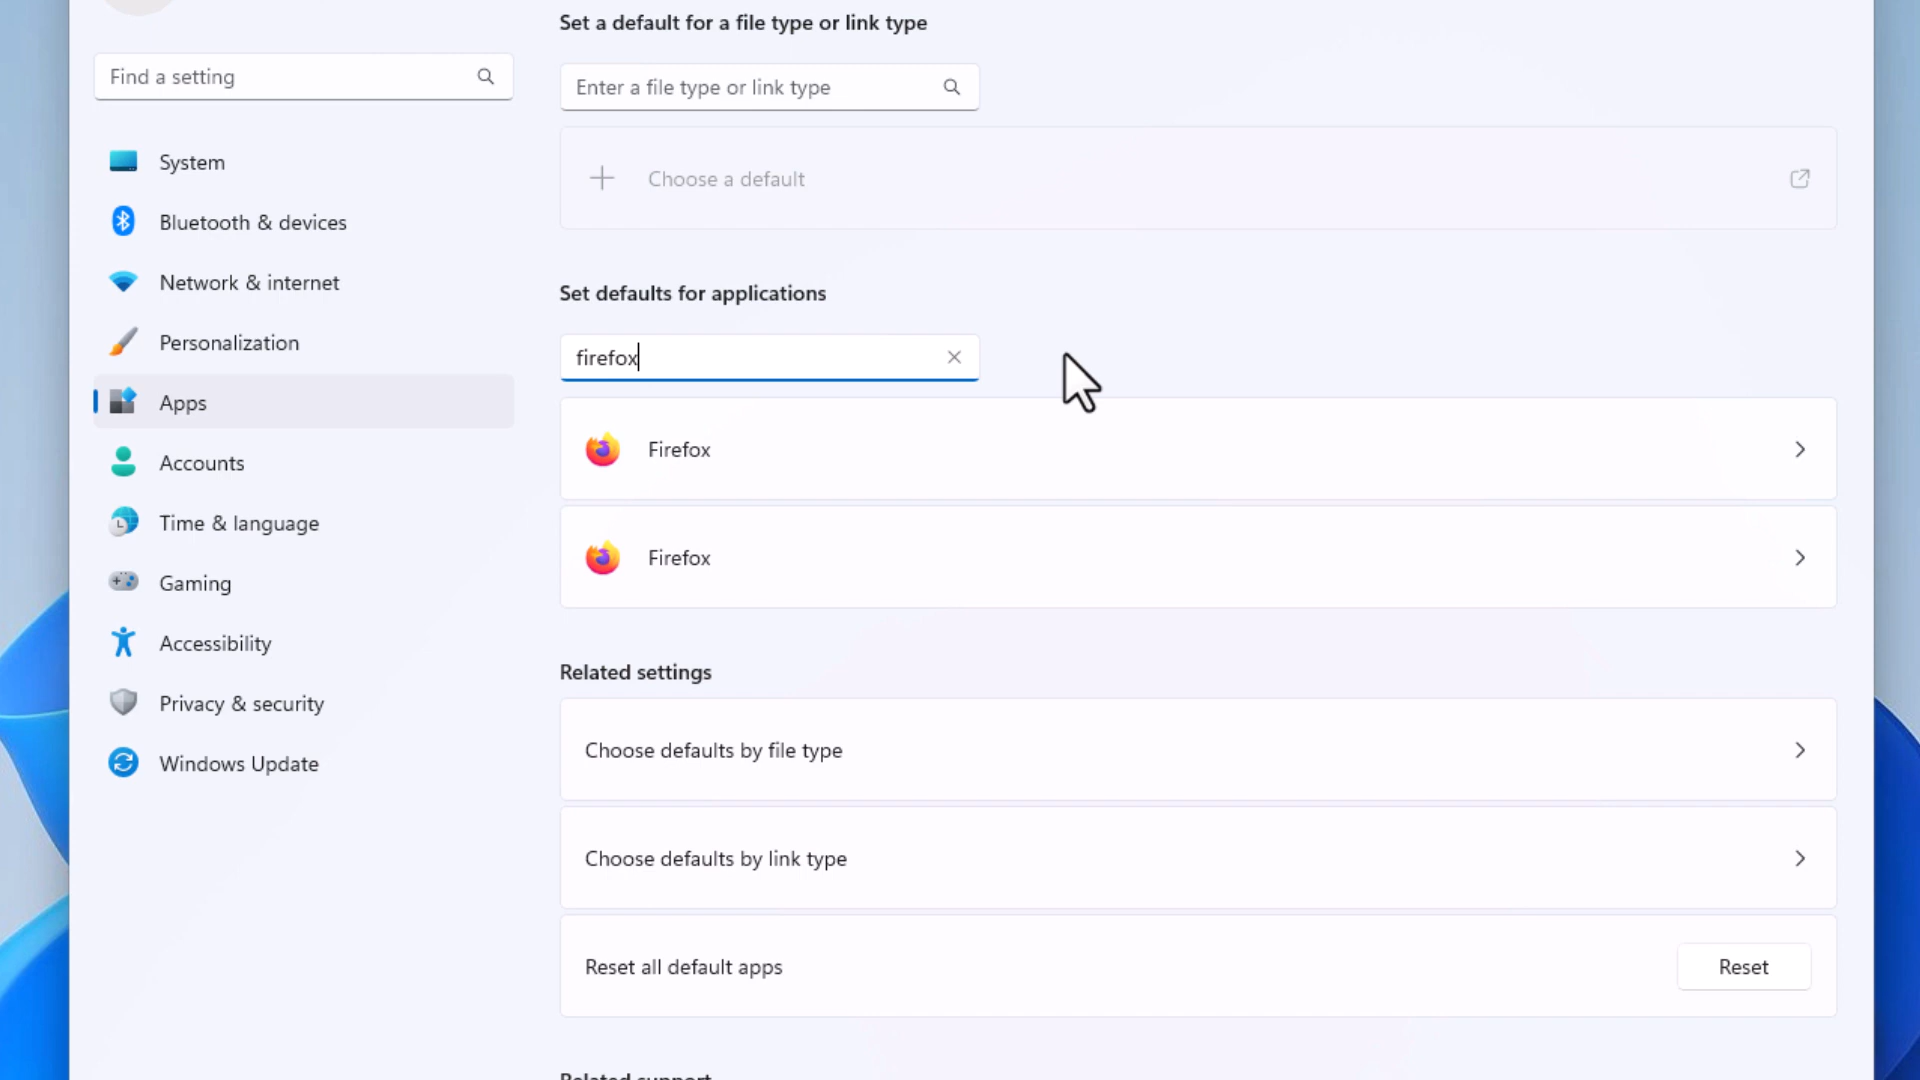 Set a default for a file type or link type
Find a setting
Enter a file type or link type
System
Choose a default
Bluetooth & devices
Network & internet
Set defaults for applications
Personalization
firefox
Apps
Firefox
Accounts
Time & language
Firefox
Gaming
Accessibility
Related settings
Privacy & security
Choose defaults by file type
Windows Update
Choose defaults by link type
Reset all default apps
Reset
Related support